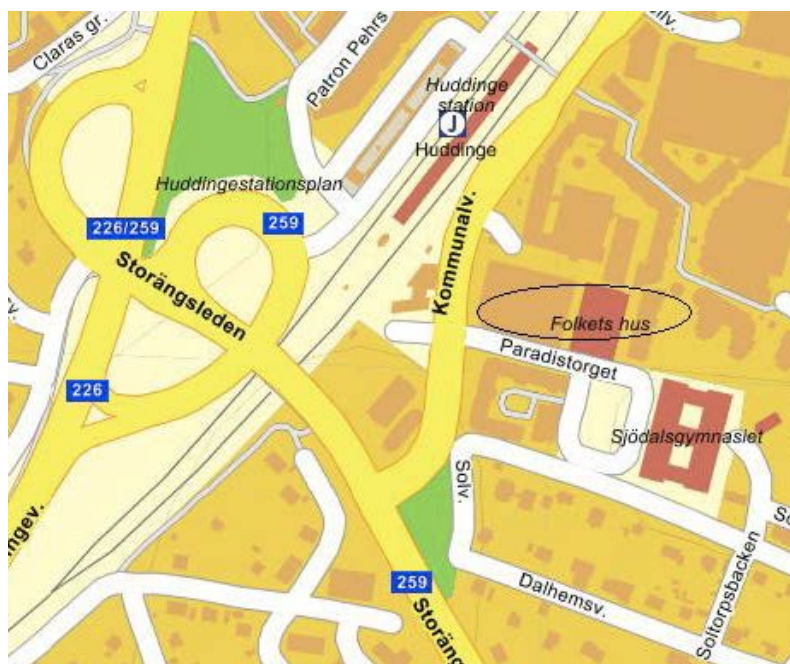 Claras gr.
Patron Pehrs
Huddinge
station
J
Huddinge
Huddingestationsplan
259
226/259
Storängsleden
Kommunalv.
Folkets hus
Paradistorget
226
Sjödalsgymnasiet
Solv.
259
Dalhemsv.
Soltorpsbacken